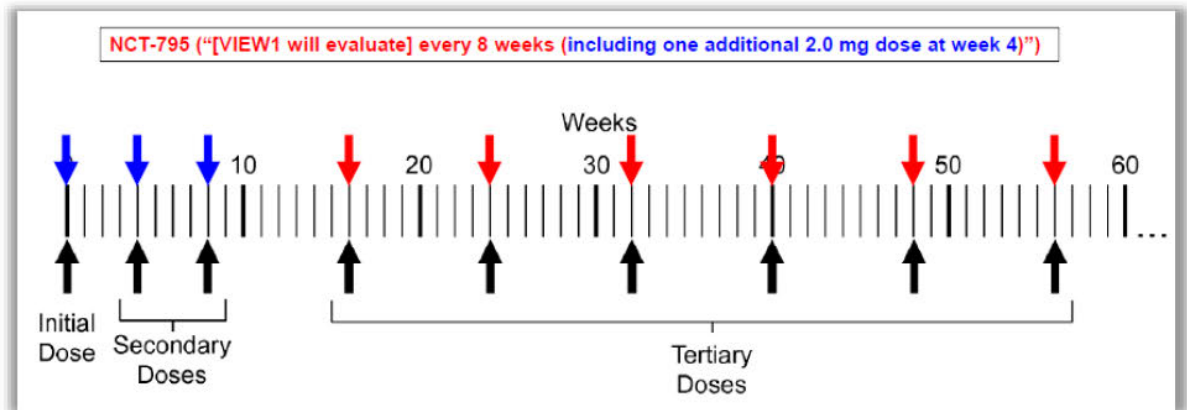 NCT-795 (“[VIEW1 will evaluate] every 8 weeks (including one additional 2.0 mg dose at week 4)”)
Weeks
10 20 30 40 50 60
...
Initial
Dose
Secondary
Doses
Tertiary
Doses